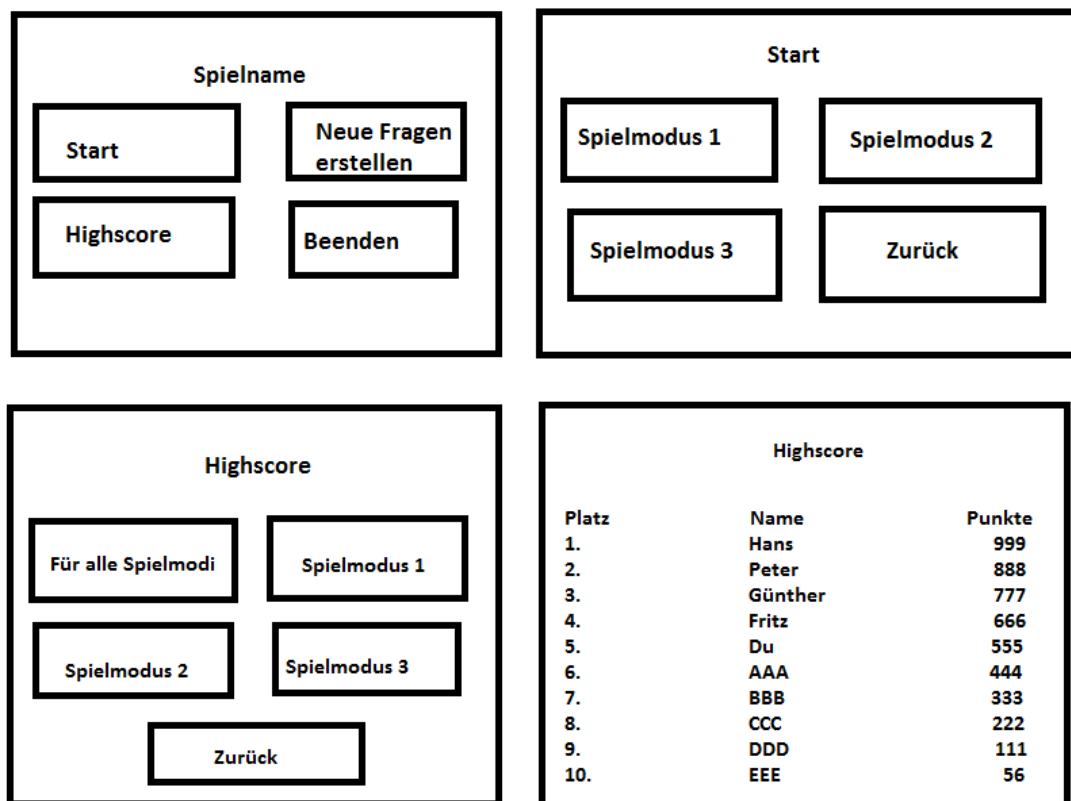 Spielname
Start
Neue Fragen
erstellen
Highscore
Beenden
Start
Spielmodus 1
Spielmodus 2
Spielmodus 3
Zurück
Highscore
Für alle Spielmodi
Spielmodus 1
Spielmodus 2
Spielmodus 3
Zurück
Highscore
Platz Name Punkte
1. Hans 999
2. Peter 888
3. Günther 777
4. Fritz 666
5. Du 555
6. AAA 444
7. BBB 333
8. CCC 222
9. DDD 111
10. EEE 56